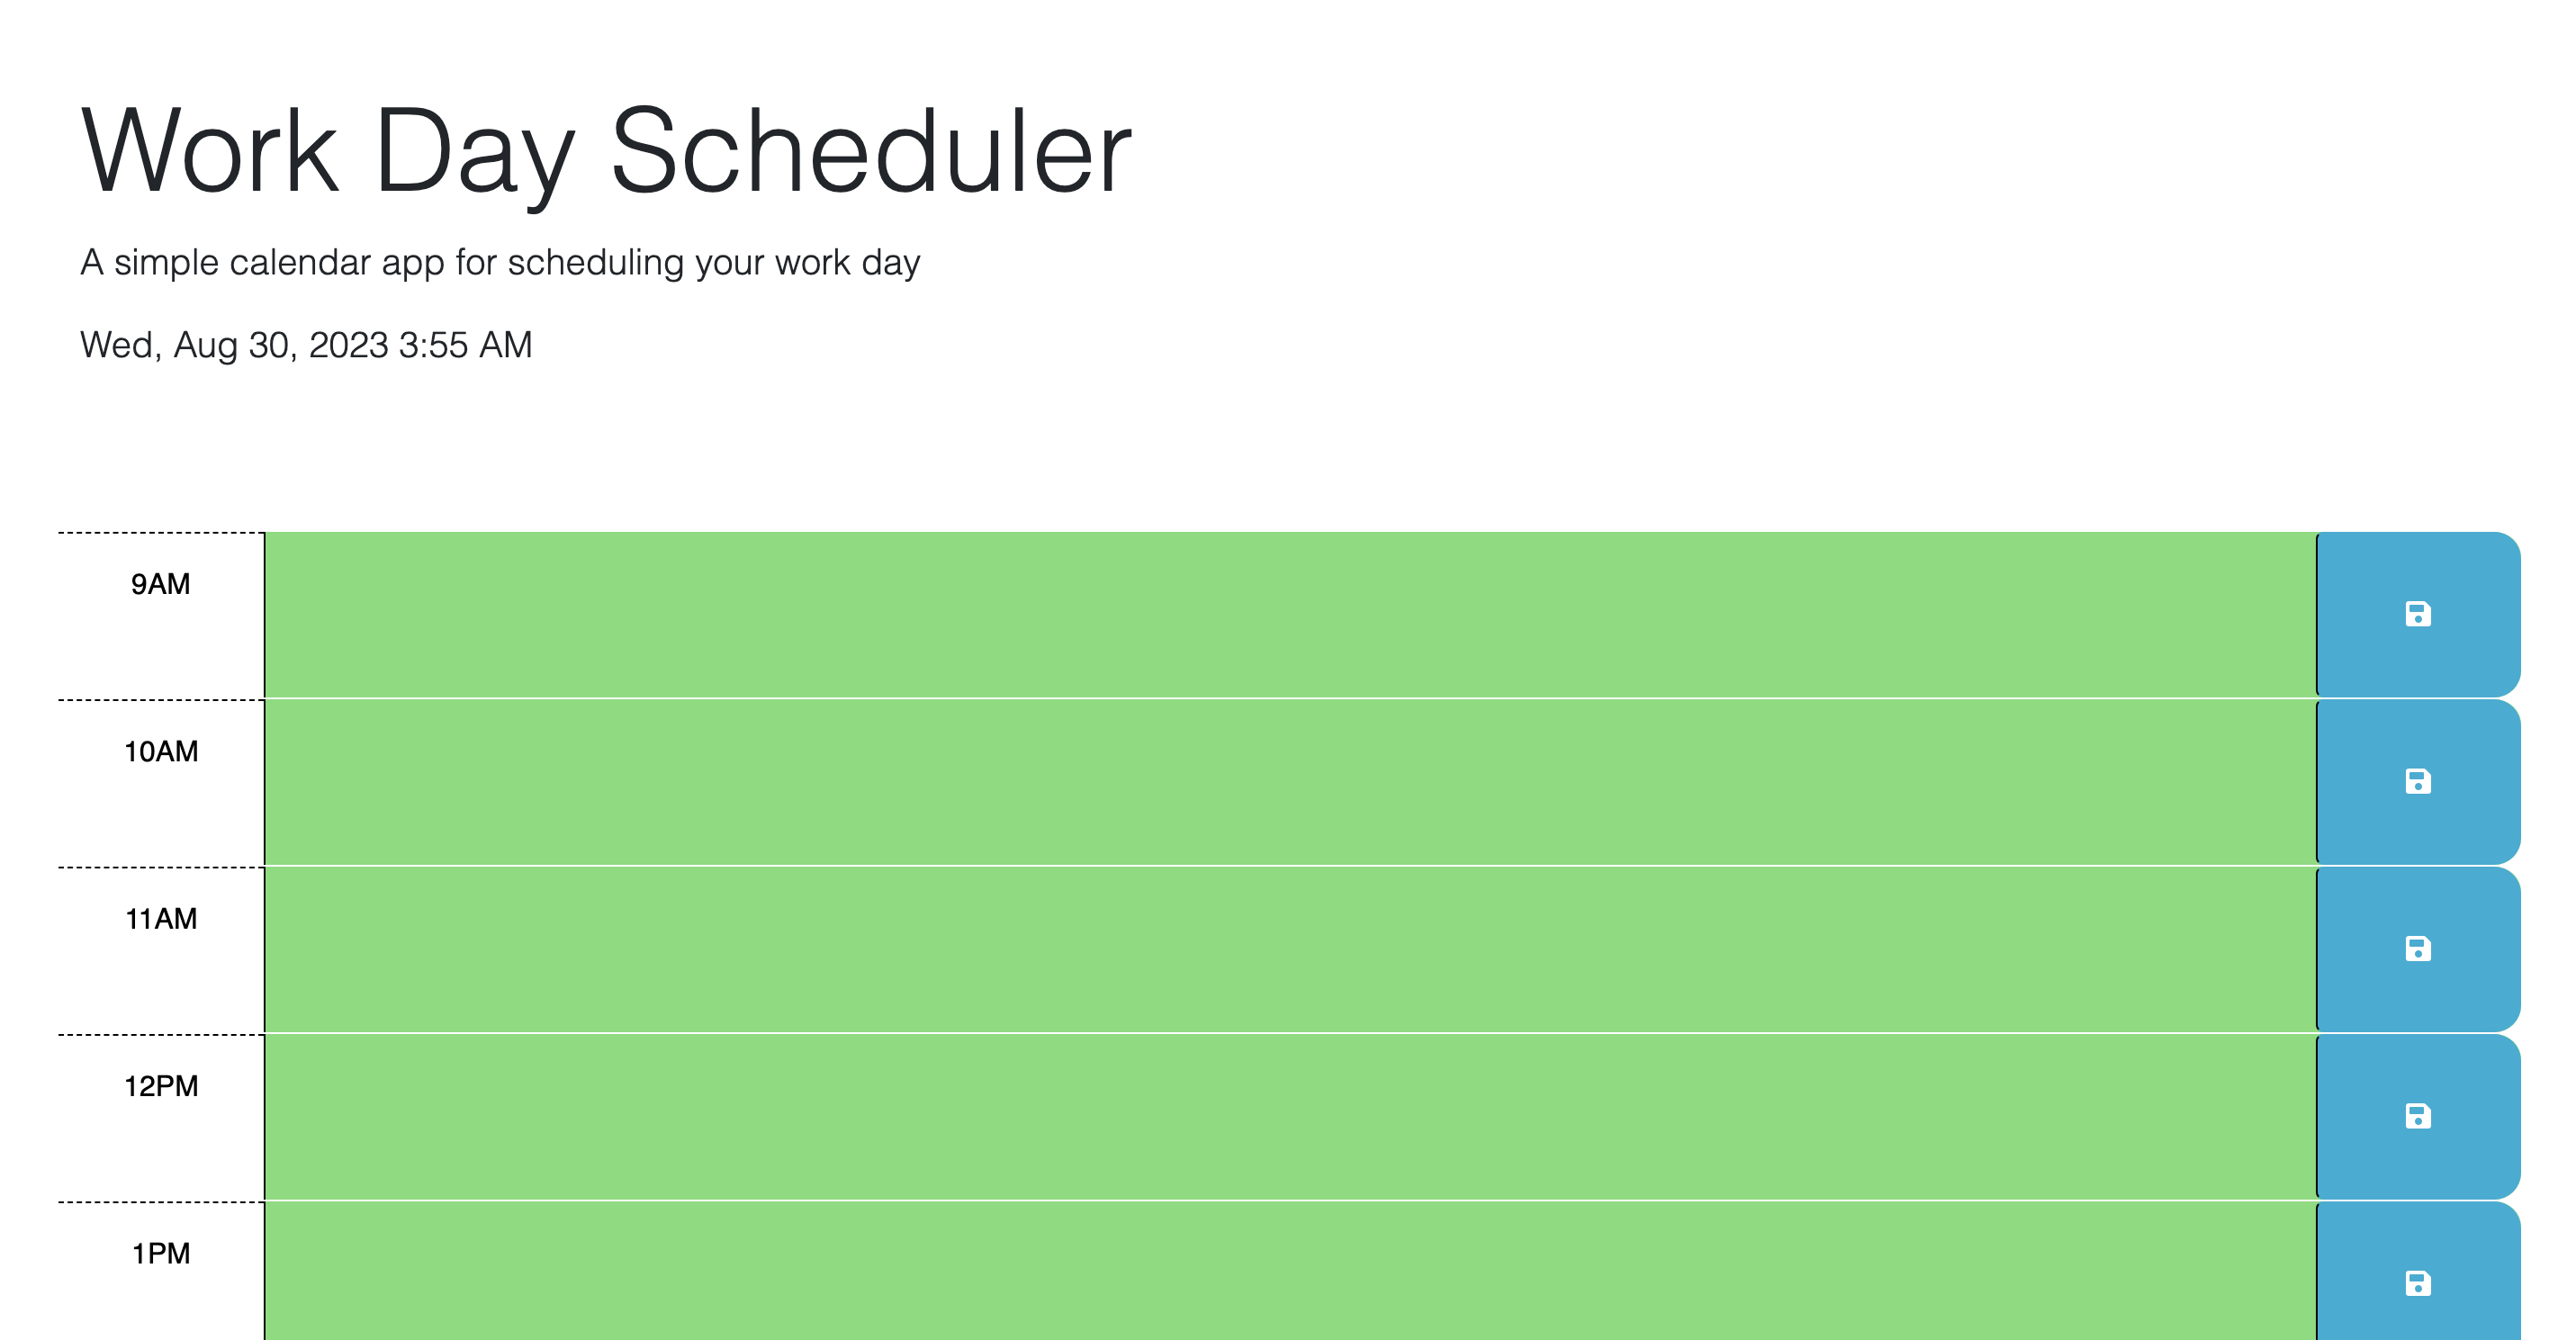 Work Day Scheduler
A simple calendar app for scheduling your work day
Wed, Aug 30, 2023 3:55 AM
9AM
10AM
11AM
12PM
1PM